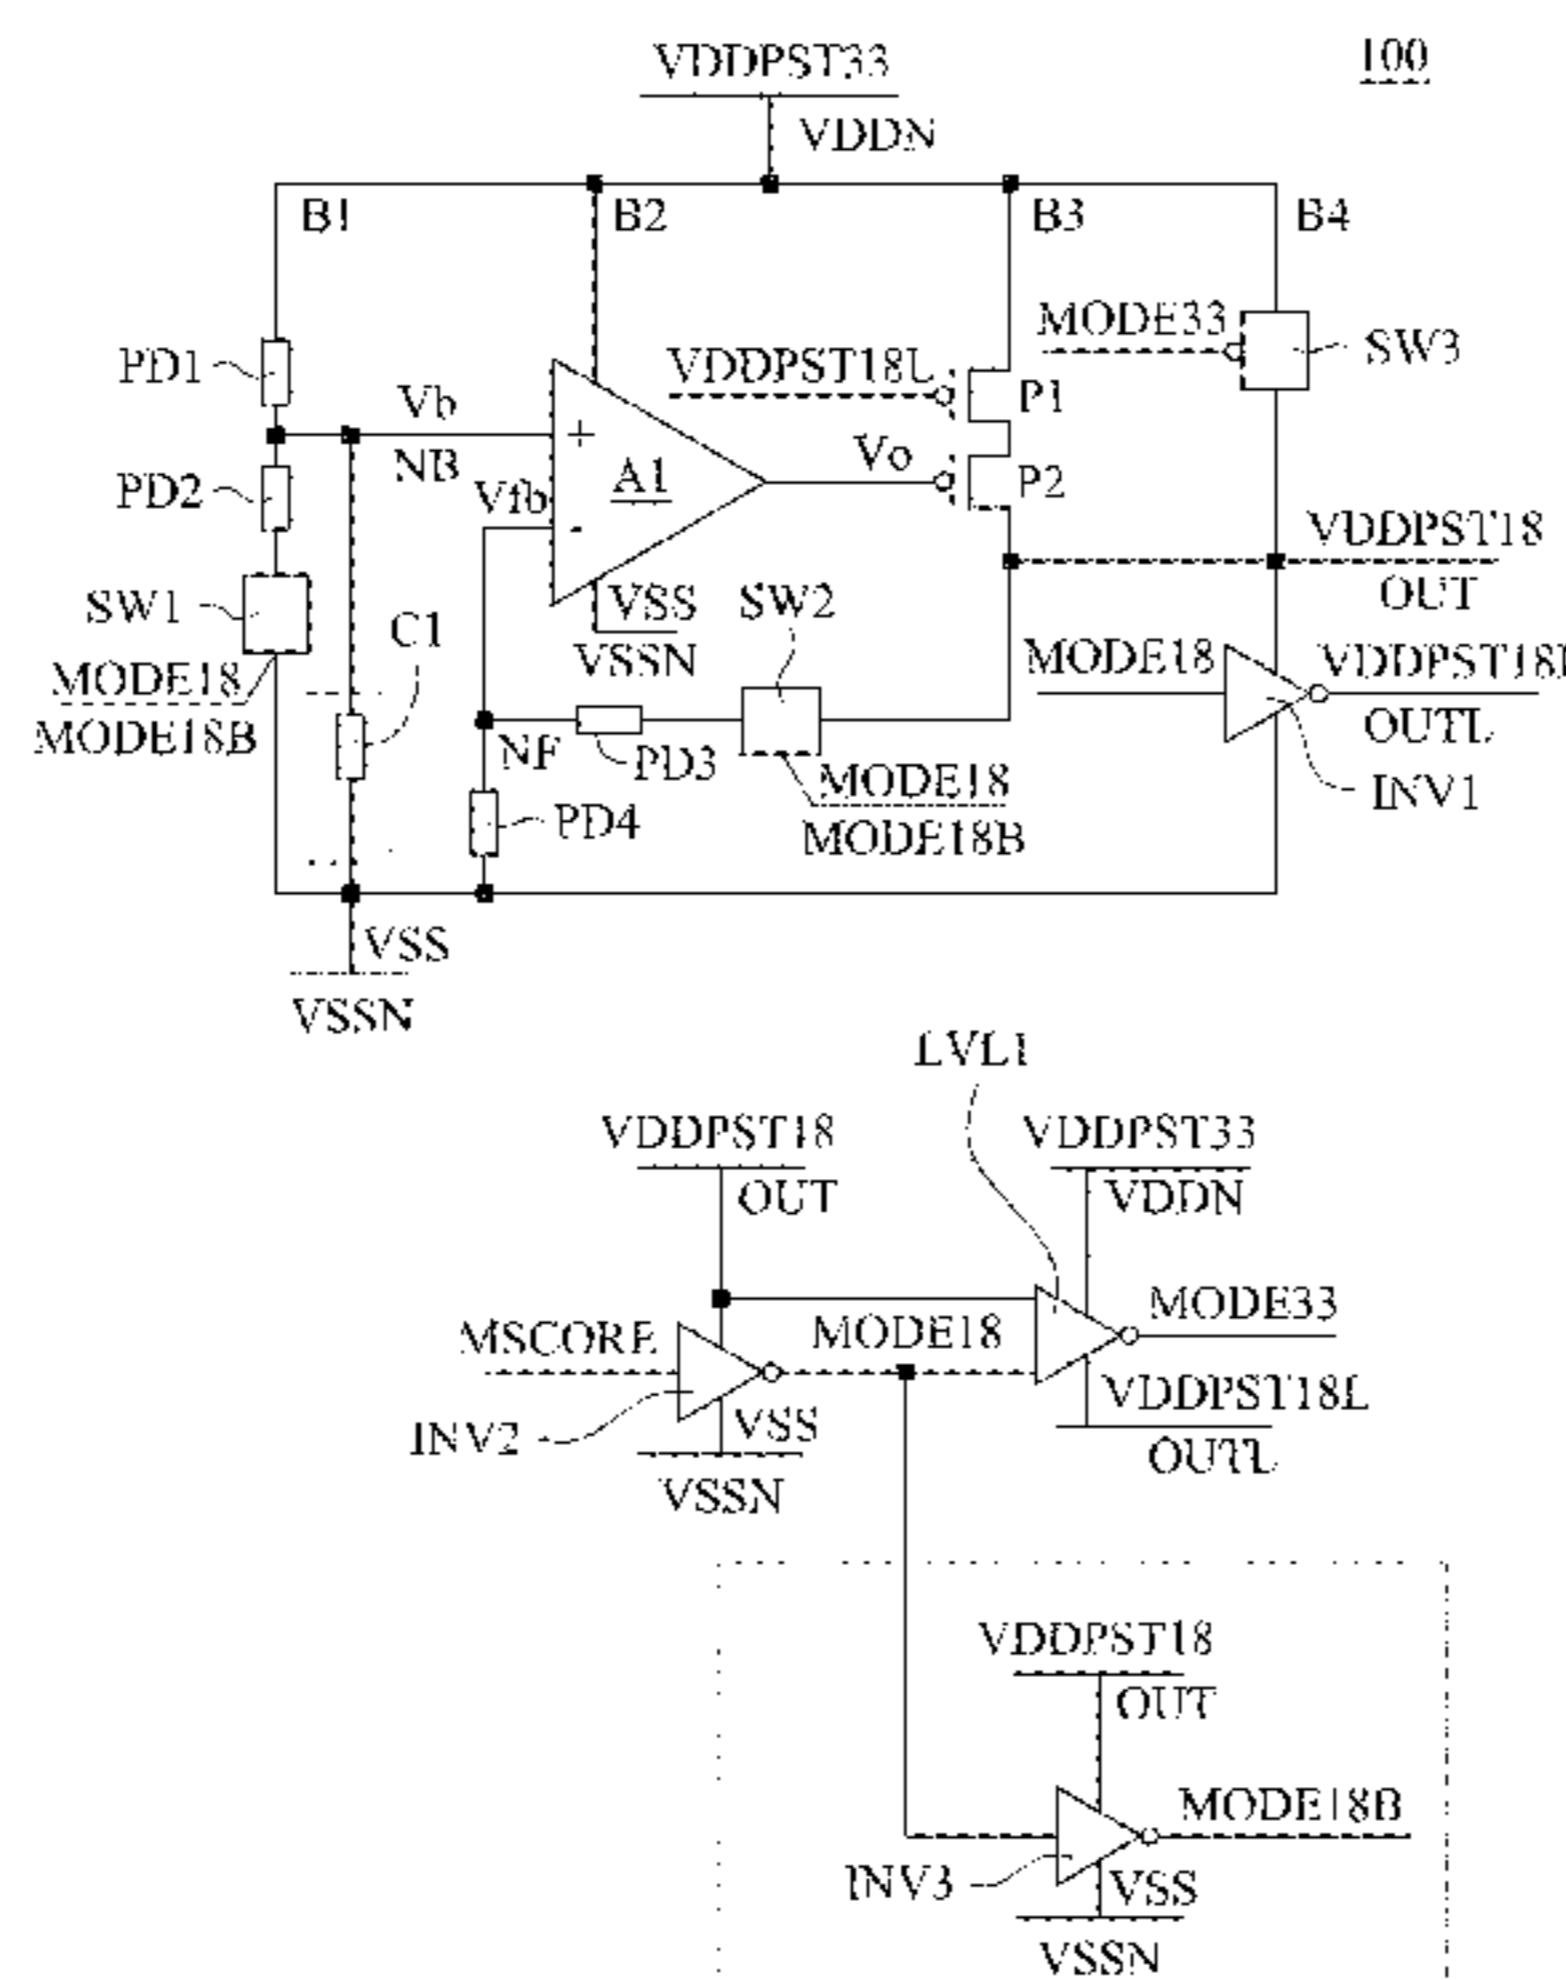 VDDPST33
100
VDDN
B1
B2
B3
B4
MODE33
SW3
PD1
VDDPST18L
P1
Vb
+
Vo
NB
PD2
A1
P2
Vfb
-
VDDPST18
OUT
SW1
C1
VSS
SW2
VSSN
MODE18
VDDPST18L
MODE18
MODE18B
OUTL
NF
PD3
MODE18
INV1
PD4
MODE18B
VSS
VSSN
LVL1
VDDPST18
VDDPST33
OUT
VDDN
MSCORE
MODE18
MODE33
INV2
VSS
VDDPST18L
OUTL
VSSN
VDDPST18
OUT
MODE18B
INV3
VSS
VSSN